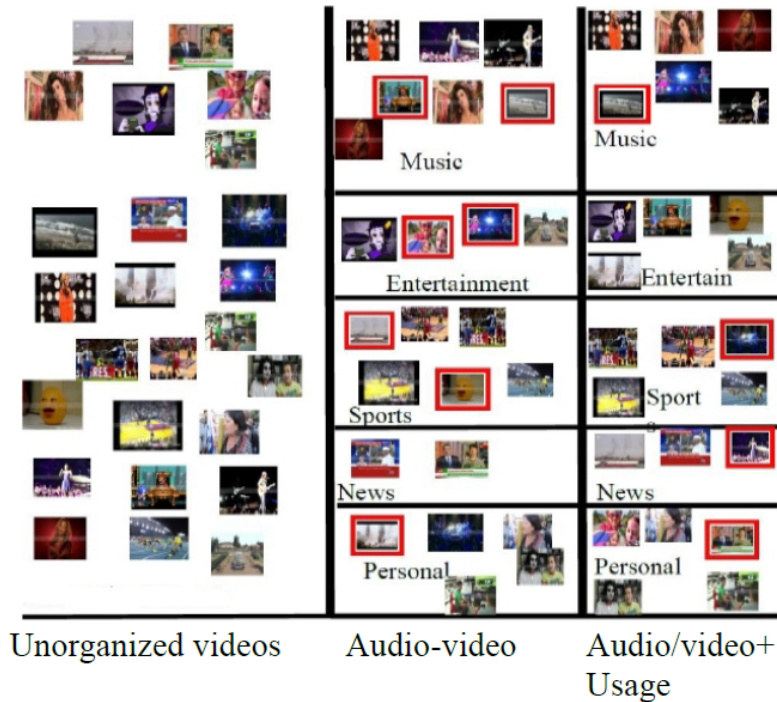 Music
Entertainment
Sports
News
Personal
Music
Entertain
Sport
s
News
Personal
Unorganized videos
Audio-video
Audio/video+
Usage